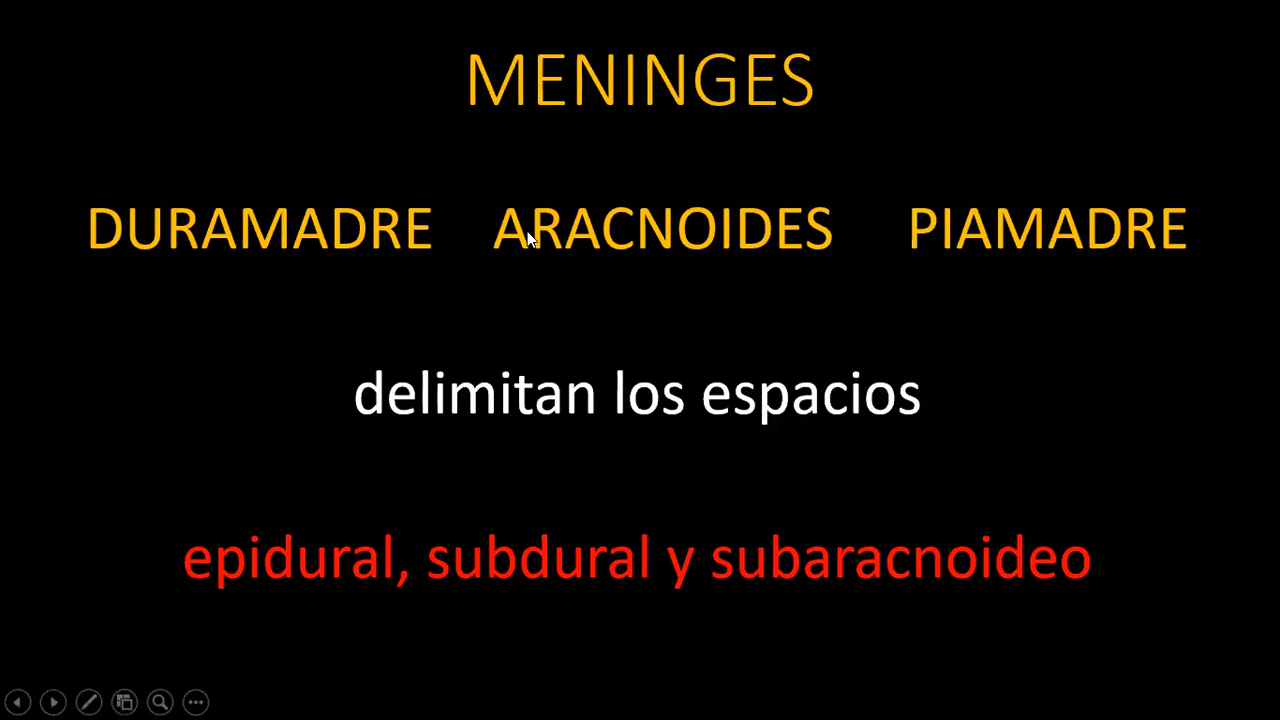 MENINGES
DURAMADRE ARACNOIDES PIAMADRE
delimitan los espacios
epidural, subdural y subaracnoideo